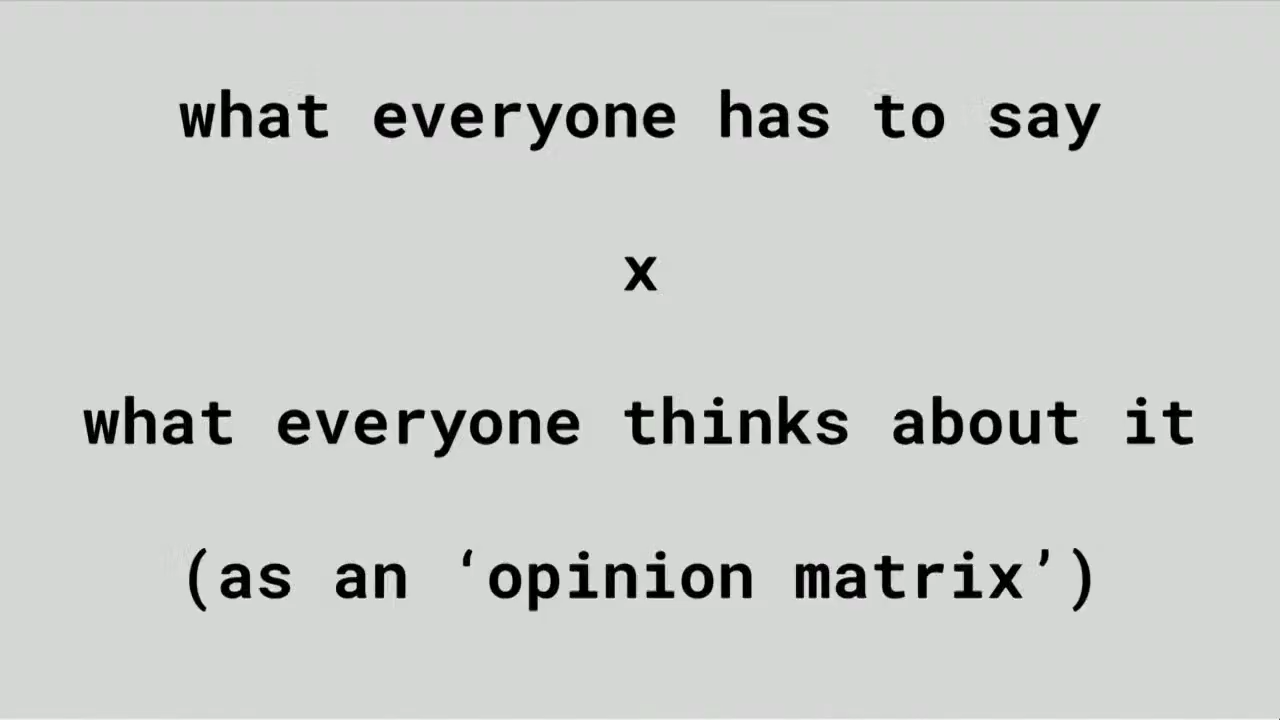 what everyone has to say
x
what everyone thinks about it
(as an ‘opinion matrix’)